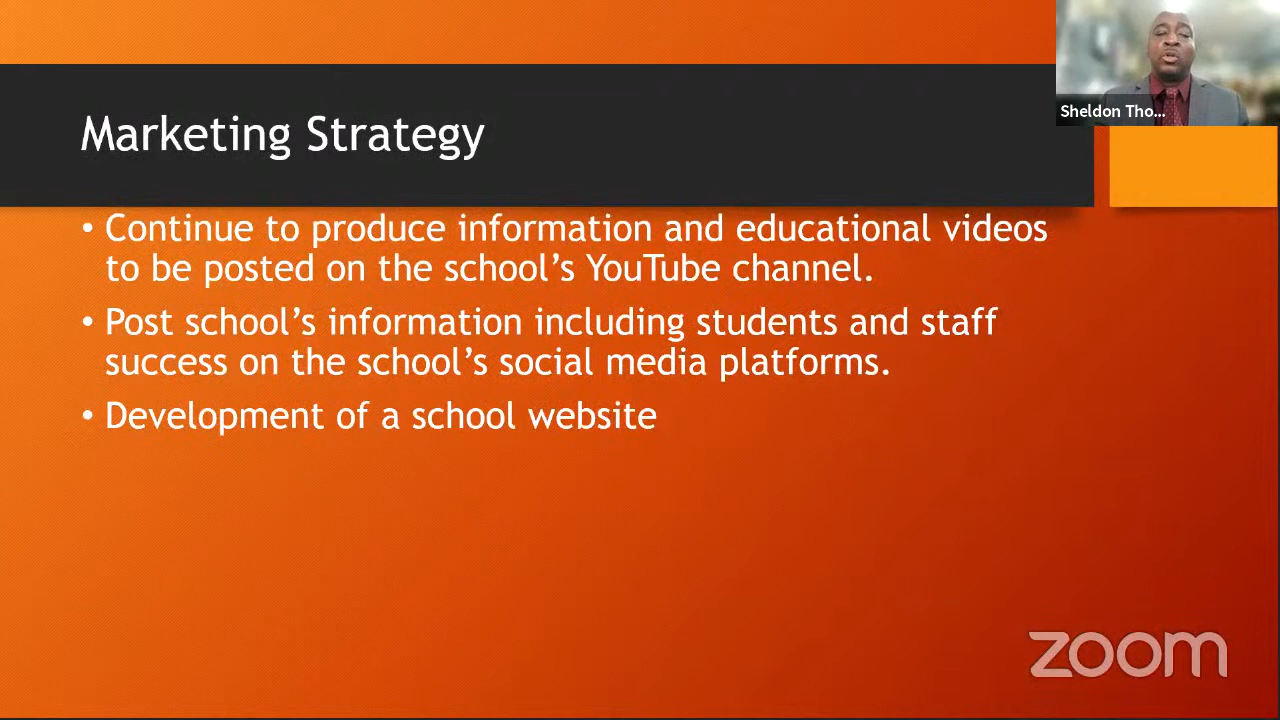 Sheldon Tho...
Marketing Strategy
• Continue to produce information and educational videos
to be posted on the school’s YouTube channel.
• Post school’s information including students and staff
success on the school’s social media platforms.
• Development of a school website
zoom